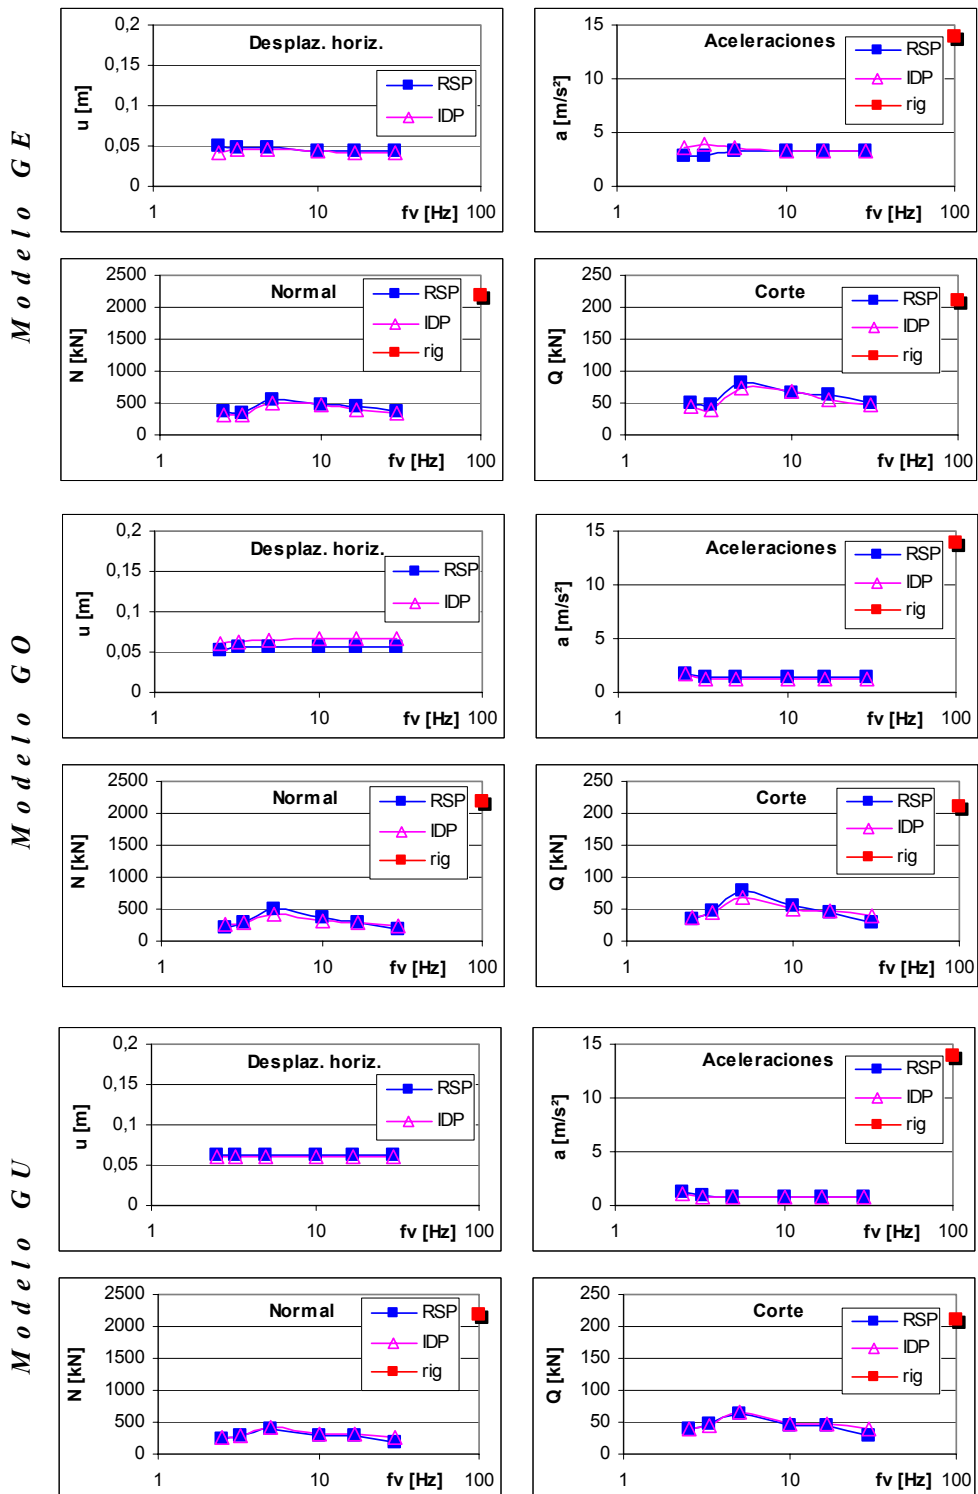 Modelo GE
Desplaz. horiz.
u [m]
0,2
0,15
0,1
0,05
0
1
10
100
fv [Hz]
RSP
IDP
Aceleraciones
a [m/s²]
15
10
5
0
1
10
100
fv [Hz]
RSP
IDP
rig
Normal
N [kN]
2500
2000
1500
1000
500
0
1
10
100
fv [Hz]
RSP
IDP
rig
Corte
Q [kN]
250
200
150
100
50
0
1
10
100
fv [Hz]
RSP
IDP
rig
Modelo GO
Desplaz. horiz.
u [m]
0,2
0,15
0,1
0,05
0
1
10
100
fv [Hz]
RSP
IDP
Aceleraciones
a [m/s²]
15
10
5
0
1
10
100
fv [Hz]
RSP
IDP
rig
Normal
N [kN]
2500
2000
1500
1000
500
0
1
10
100
fv [Hz]
RSP
IDP
rig
Corte
Q [kN]
250
200
150
100
50
0
1
10
100
fv [Hz]
RSP
IDP
rig
Modelo GU
Desplaz. horiz.
u [m]
0,2
0,15
0,1
0,05
0
1
10
100
fv [Hz]
RSP
IDP
Aceleraciones
a [m/s²]
15
10
5
0
1
10
100
fv [Hz]
RSP
IDP
rig
Normal
N [kN]
2500
2000
1500
1000
500
0
1
10
100
fv [Hz]
RSP
IDP
rig
Corte
Q [kN]
250
200
150
100
50
0
1
10
100
fv [Hz]
RSP
IDP
rig